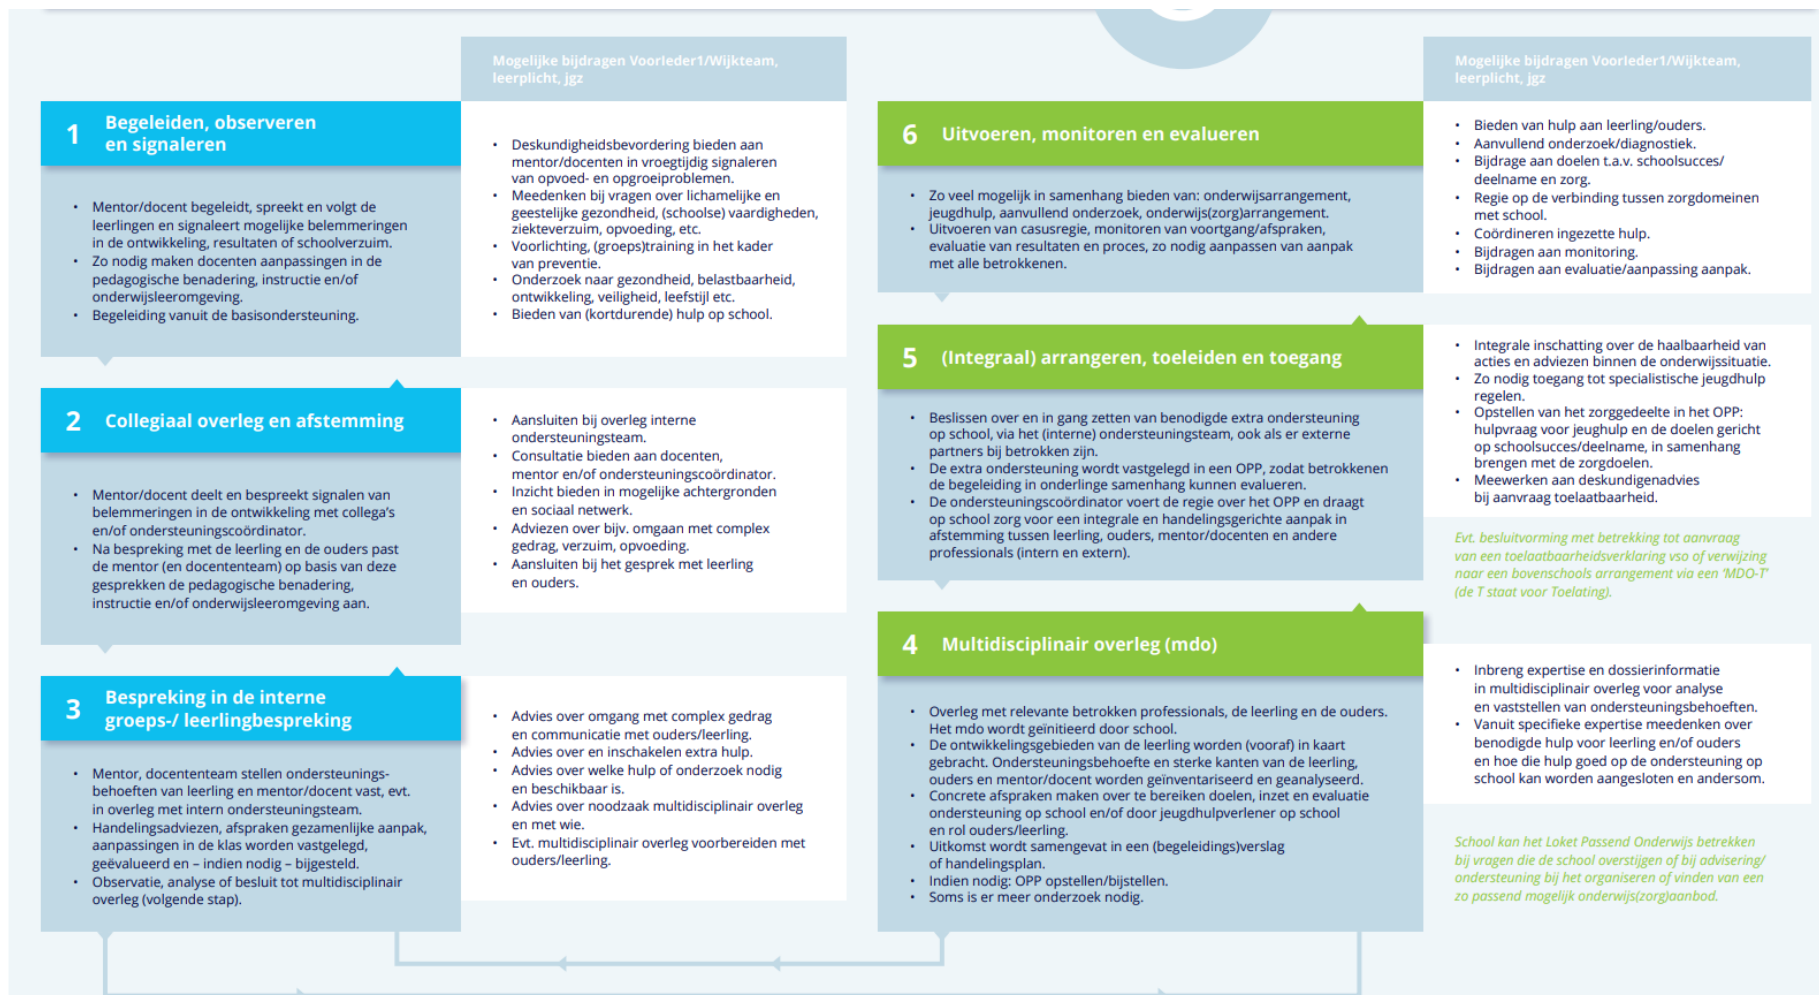 Mogelijke bijdragen Voorleder1/Wijkteam,
leerplicht, jgz
1
Begeleiden, observeren
en signaleren
• Mentor/docent begeleidt, spreekt en volgt de
leerlingen en signaleert mogelijke belemmeringen
in de ontwikkeling, resultaten of schoolverzuim.
• Zo nodig maken docenten aanpassingen in de
pedagogische benadering, instructie en/of
onderwijsleeromgeving.
• Begeleiding vanuit de basisondersteuning.
• Deskundigheidsbevordering bieden aan
mentor/docenten in vroegtijdig signaleren
van opvoed- en opgroeiproblemen.
• Meedenken bij vragen over lichamelijke en
geestelijke gezondheid, (schoolse) vaardigheden,
ziekteverzuim, opvoeding, etc.
• Voorlichting, (groeps)training in het kader
van preventie.
• Onderzoek naar gezondheid, belastbaarheid,
ontwikkeling, veiligheid, leefstijl etc.
• Bieden van (kortdurende) hulp op school.
2
Collegiaal overleg en afstemming
• Mentor/docent deelt en bespreekt signalen van
belemmeringen in de ontwikkeling met collega's
en/of ondersteuningscoördinator.
• Na bespreking met de leerling en de ouders past
de mentor (en docententeam) op basis van deze
gesprekken de pedagogische benadering,
instructie en/of onderwijsleeromgeving aan.
• Aansluiten bij overleg interne
ondersteuningsteam.
• Consultatie bieden aan docenten,
mentor en/of ondersteuningscoördinator.
• Inzicht bieden in mogelijke achtergronden
en sociaal netwerk.
• Adviezen over bijv. omgaan met complex
gedrag, verzuim, opvoeding.
• Aansluiten bij het gesprek met leerling
en ouders.
3
Bespreking in de interne
groeps-/ leerlingbespreking
• Mentor, docententeam stellen ondersteunings-
behoeften van leerling en mentor/docent vast, evt.
in overleg met intern ondersteuningsteam.
• Handelingsadviezen, afspraken gezamenlijke aanpak,
aanpassingen in de klas worden vastgelegd,
geëvalueerd en – indien nodig – bijgesteld.
• Observatie, analyse of besluit tot multidisciplinair
overleg (volgende stap).
• Advies over omgang met complex gedrag
en communicatie met ouders/leerling.
• Advies over en inschakelen extra hulp.
• Advies over welke hulp of onderzoek nodig
en beschikbaar is.
• Advies over noodzaak multidisciplinair overleg
en met wie.
• Evt. multidisciplinair overleg voorbereiden met
ouders/leerling.
Mogelijke bijdragen Voorleder1/Wijkteam,
leerplicht, jgz
6
Uitvoeren, monitoren en evalueren
• Zo veel mogelijk in samenhang bieden van: onderwijsarrangement,
jeugdhulp, aanvullend onderzoek, onderwijs(zorg)arrangement.
• Uitvoeren van casusregie, monitoren van voortgang/afspraken,
evaluatie van resultaten en proces, zo nodig aanpassen van aanpak
met alle betrokkenen.
• Bieden van hulp aan leerling/ouders.
• Aanvullend onderzoek/diagnostiek.
• Bijdrage aan doelen t.a.v. schoolsucces/
deelname en zorg.
• Regie op de verbinding tussen zorgdomeinen
met school.
• Coördineren ingezette hulp.
• Bijdragen aan monitoring.
• Bijdragen aan evaluatie/aanpassing aanpak.
5
(Integraal) arrangeren, toeleiden en toegang
• Beslissen over en in gang zetten van benodigde extra ondersteuning
op school, via het (interne) ondersteuningsteam, ook als er externe
partners bij betrokken zijn.
• De extra ondersteuning wordt vastgelegd in een OPP, zodat betrokkenen
de begeleiding in onderlinge samenhang kunnen evalueren.
• De ondersteuningscoördinator voert de regie over het OPP en draagt
op school zorg voor een integrale en handelingsgerichte aanpak in
afstemming tussen leerling, ouders, mentor/docenten en andere
professionals (intern en extern).
• Integrale inschatting over de haalbaarheid van
acties en adviezen binnen de onderwijssituatie.
• Zo nodig toegang tot specialistische jeugdhulp
regelen.
• Opstellen van het zorggedeelte in het OPP:
hulpvraag voor jeughulp en de doelen gericht
op schoolsucces/deelname, in samenhang
brengen met de zorgdoelen.
• Meewerken aan deskundigenadvies
bij aanvraag toelaatbaarheid.
Evt. besluitvorming met betrekking tot aanvraag
van een toelaatbaarheidsverklaring vso of verwijzing
naar een bovenschools arrangement via een 'MDO-T'
(de T staat voor Toelating).
4
Multidisciplinair overleg (mdo)
• Overleg met relevante betrokken professionals, de leerling en de ouders.
Het mdo wordt geïnitieerd door school.
• De ontwikkelingsgebieden van de leerling worden (vooraf) in kaart
gebracht. Ondersteuningsbehoefte en sterke kanten van de leerling,
ouders en mentor/docent worden geïnventariseerd en geanalyseerd.
• Concrete afspraken maken over te bereiken doelen, inzet en evaluatie
ondersteuning op school en/of door jeugdhulpverlener op school
en rol ouders/leerling.
• Uitkomst wordt samengevat in een (begeleidings)verslag
of handelingsplan.
• Indien nodig: OPP opstellen/bijstellen.
• Soms is er meer onderzoek nodig.
• Inbreng expertise en dossierinformatie
in multidisciplinair overleg voor analyse
en vaststellen van ondersteuningsbehoeften.
• Vanuit specifieke expertise meedenken over
benodigde hulp voor leerling en/of ouders
en hoe die hulp goed op de ondersteuning op
school kan worden aangesloten en andersom.
School kan het Loket Passend Onderwijs betrekken
bij vragen die de school overstijgen of bij advisering/
ondersteuning bij het organiseren of vinden van een
zo passend mogelijk onderwijs(zorg)aanbod.